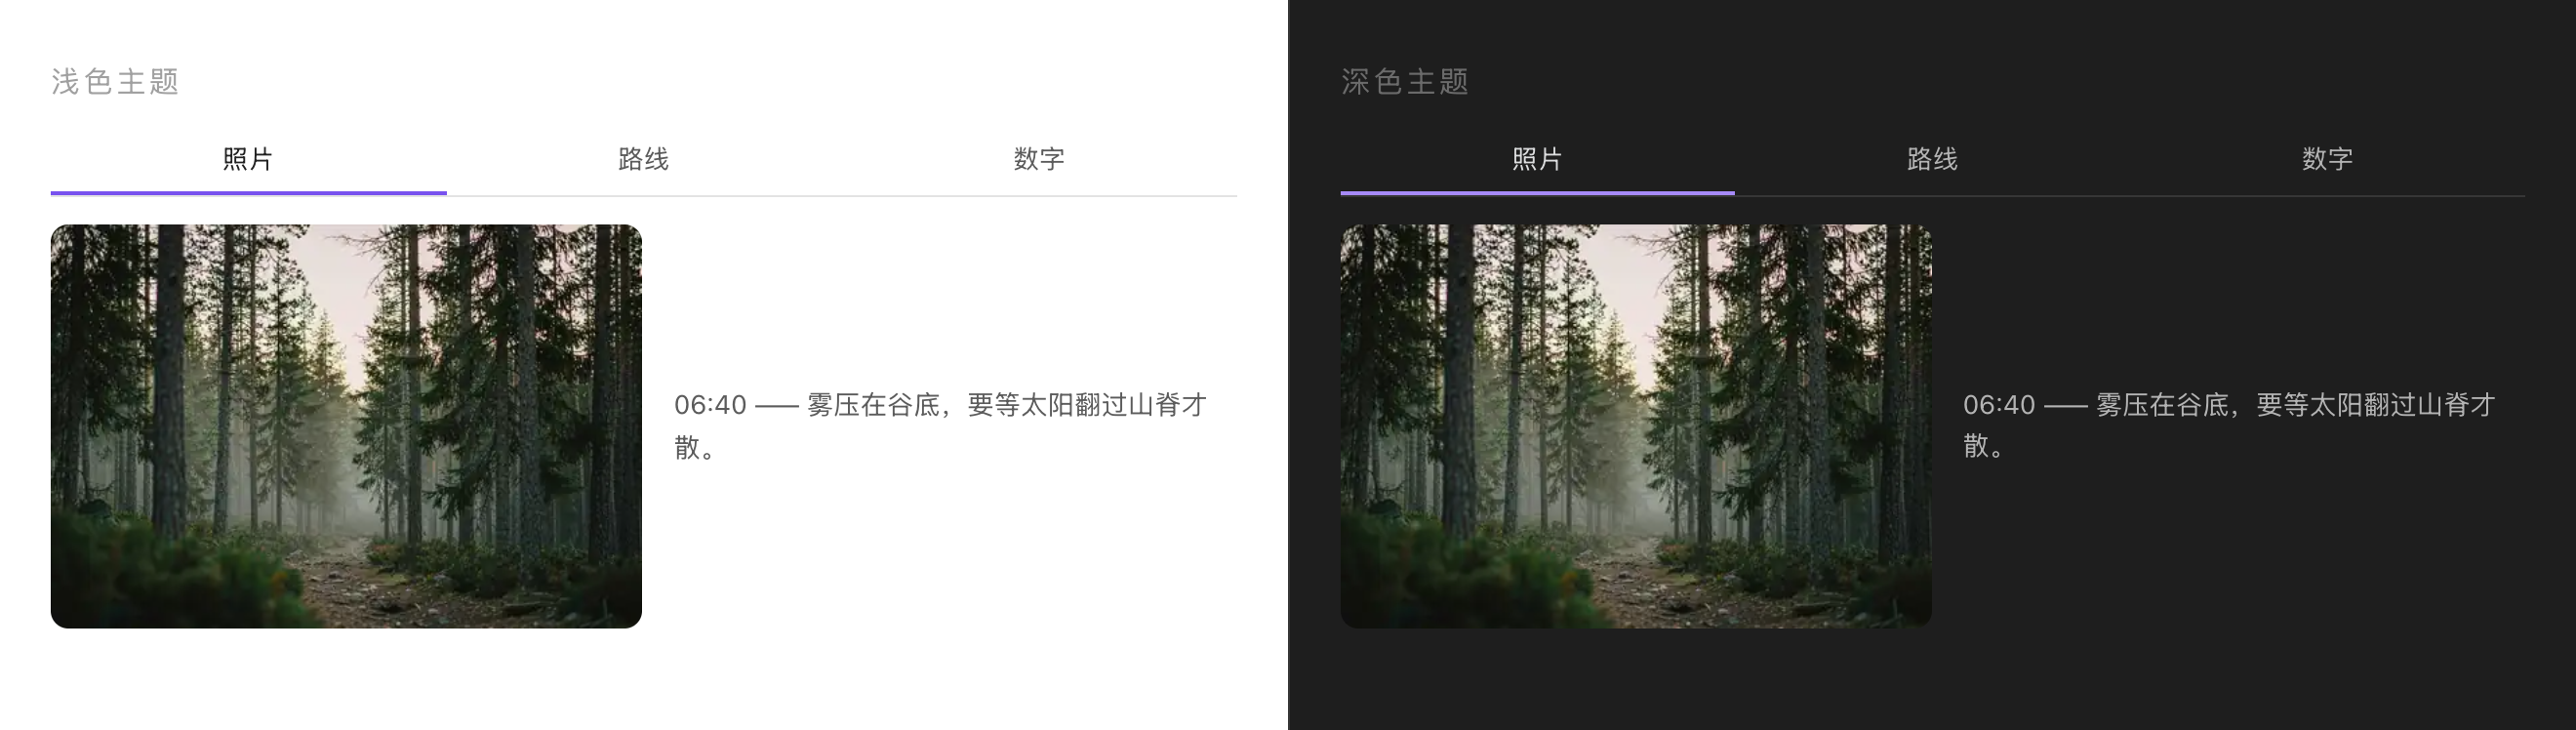 浅色主题
照片
路线
数字
06:40 —— 雾压在谷底，要等太阳翻过山脊才
散。
深色主题
照片
路线
数字
06:40 —— 雾压在谷底，要等太阳翻过山脊才
散。